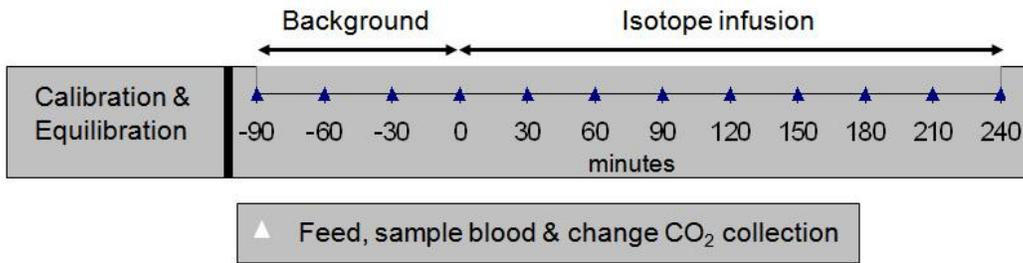 Background Isotope infusion
Calibration &
Equilibration
-90 -60 -30 0 30 60 90 120 150 180 210 240
minutes
Feed, sample blood & change CO₂ collection